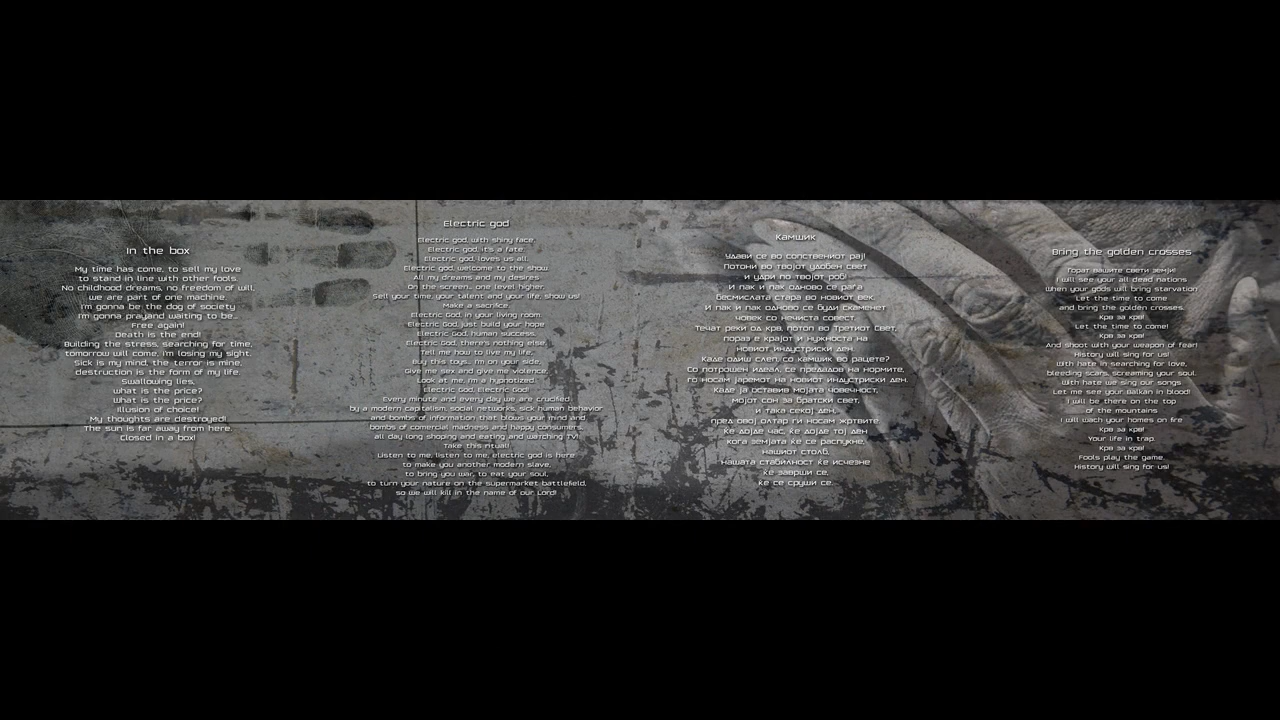 In the box
My time has come, to sell my love
to stand in line with other fools.
No childhood dreams, no freedom of will,
we are part of one machine
I'm gonna be the dog of society
I'm gonna prayand waiting to be...
Free again!
Death is the end!
Building the stress, searching for time,
tomorrow will come, i'm losing my sight.
Sick is my mind, the terror is mine,
destruction is the form of my life.
Swallowing lies,
what is the price?
What is the price?
Illusion of choice!
My thoughts are destroyed!
The sun is far away from here.
Closed in a box!
Electric god
Electric god, with shiny face,
Electric god, it's a fate.
Electric god, loves us all.
Electric god, welcome to the show.
All my dreams and my desires
On the screen... one level higher.
Sell your time, your talent and your life, show us!
Make a sacrifice.
Electric God, in your living room.
Electric God, just build your hope
Electric God, human success.
Electric God, there's nothing else,
Tell me how to live my life,
Buy this toys... i'm on your side,
Give me sex and give me violence,
Look at me, i'm a hypnotized
Electric God, Electric God!
Every minute and every day we are crucified
by a modern capitalism, social networks, sick human behavior
and bombs of information that blows your mind and
bombs of comercial madness and happy consumers,
all day long shoping and eating and watching TV!
Take this ritual!
Listen to me, listen to me, electric god is here
to make you another modern slave,
to bring you war, to eat your soul,
to turn your nature on the supermarket battlefield,
so we will kill in the name of our Lord!
Камшик
Удави се во сопствениот рај!
Потони во твојот удобен свет
и удри по твојот роб!
И пак и пак одново се раѓа
бесмислата стара во новиот век.
И пак и пак одново се буди скаменет
човек со нечиста совест.
Течат реки од крв, потоп во Третиот Свет,
пораз е крајот и нужноста на
новиот индустриски ден.
Каде одиш слеп, со камшик во рацете?
Со потрошен идеал, се предадов на нормите,
го носам јаремот на новиот индустриски ден.
Каде ја оставив мојата човечност,
мојот сон за братски свет,
и така секој ден,
пред овој олтар ги носам жртвите.
Ќе дојде час, ќе дојде тој ден
кога земјата ќе се распукне,
нашиот столб,
нашата стабилност ќе исчезне
ќе заврши се,
ќе се сруши се.
Bring the golden crosses
Горат вашите свети земји!
I will see your all dead nations
when your gods will bring starvation
Let the time to come
and bring the golden crosses.
Крв за крв!
Let the time to come!
Крв за крв!
And shoot with your weapon of fear!
History will sing for us!
With hate in searching for love,
bleeding scars, screaming your soul.
With hate we sing our songs
Let me see your Balkan in blood!
I will be there on the top
of the mountains
I will wach your homes on fire
Крв за крв!
Your life in trap.
Крв за крв!
Fools play the game.
History will sing for us!